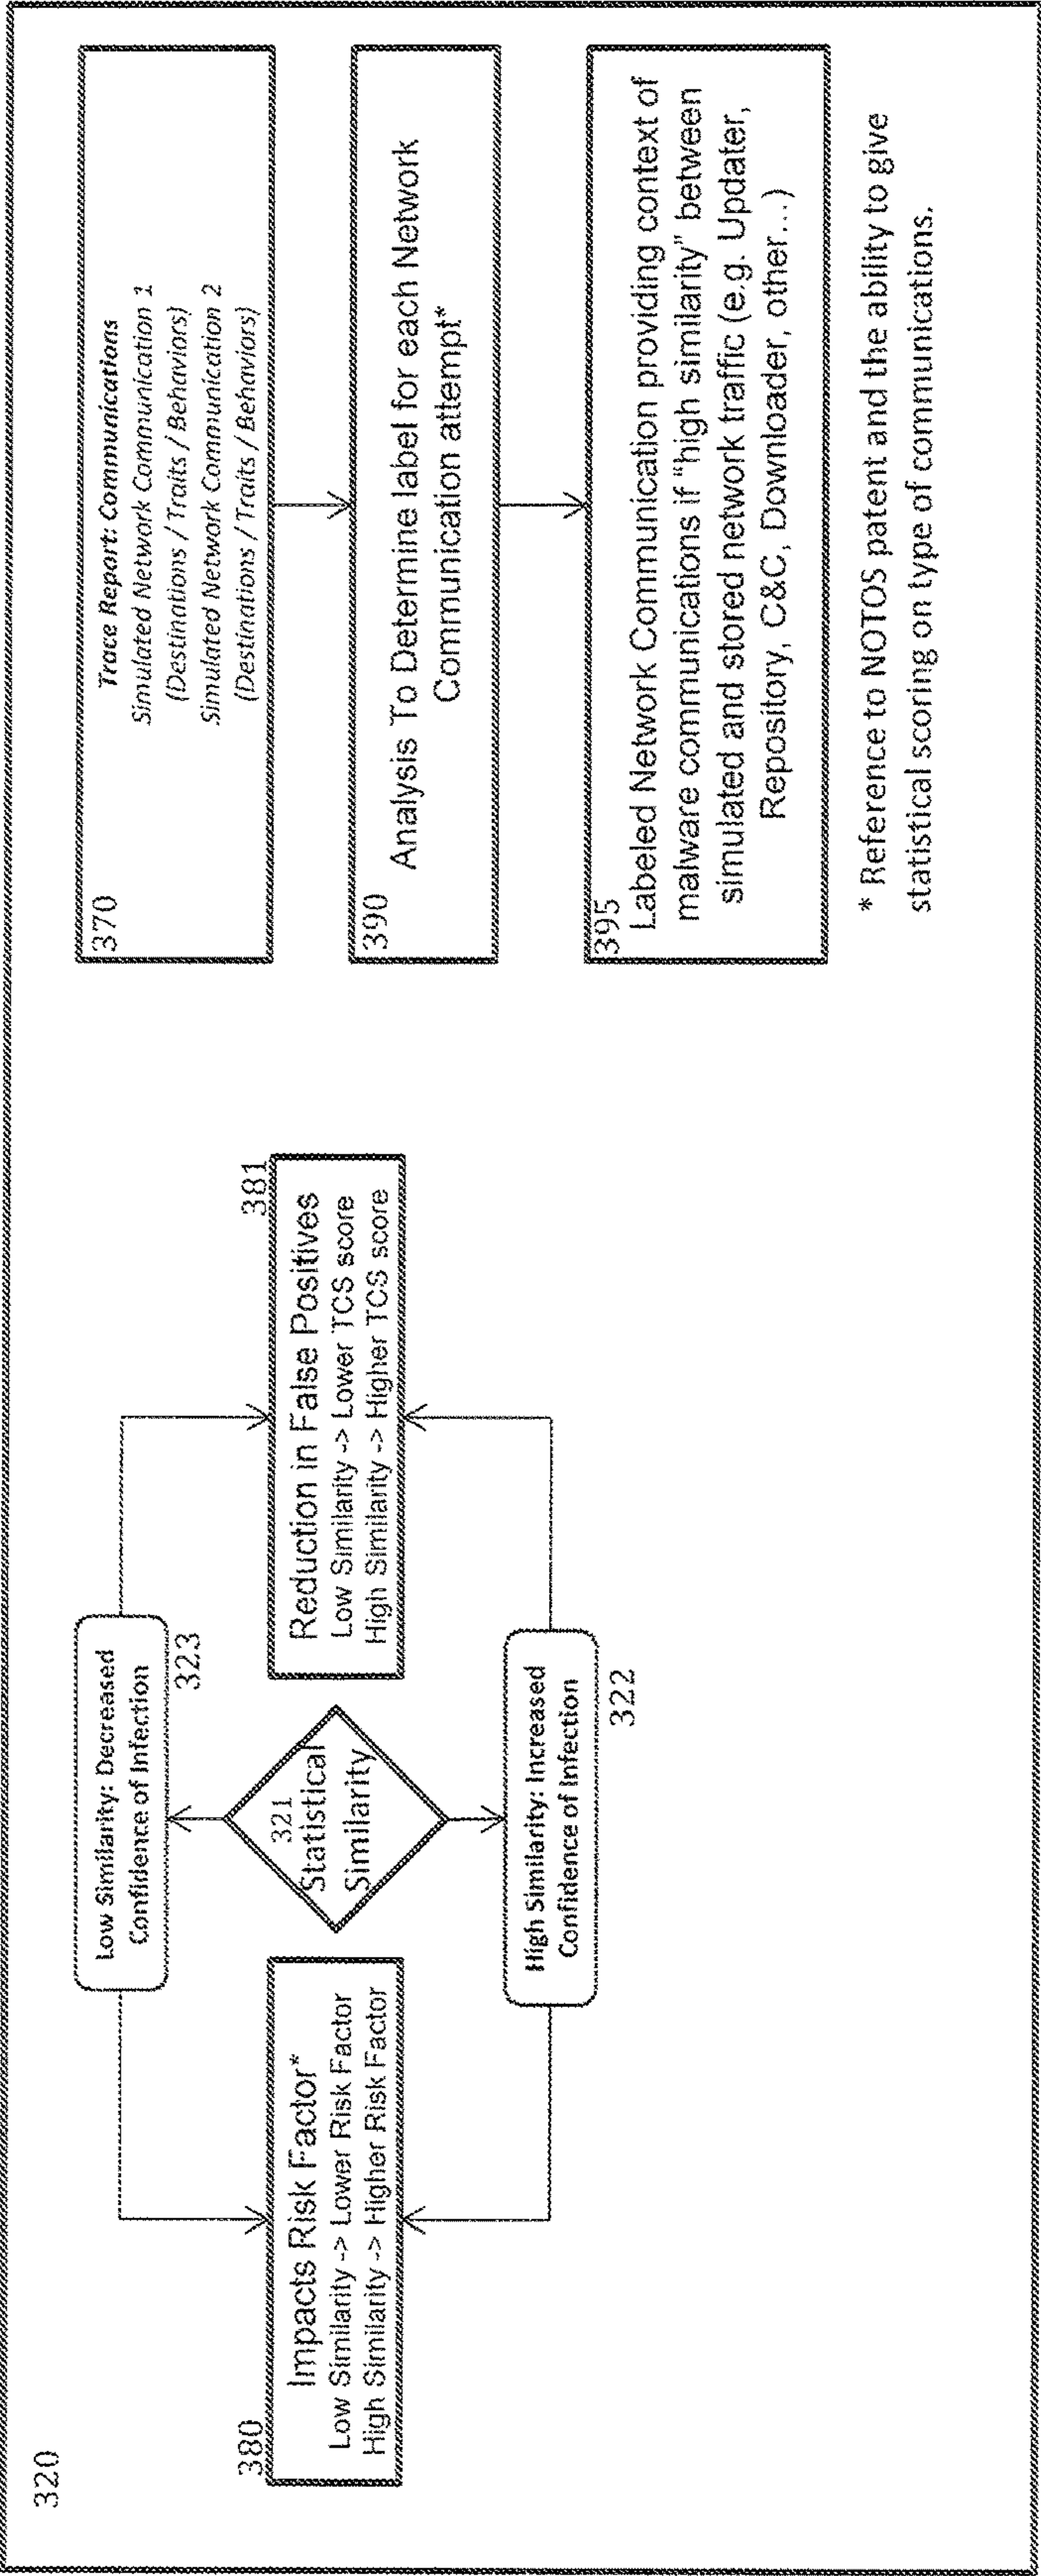 320
Low Similarity: Decreased
Confidence of Infection
323
380
Impacts Risk Factor*
Low Similarity -> Lower Risk Factor
High Similarity -> Higher Risk Factor
321
Statistical
Similarity
381
Reduction in False Positives
Low Similarity -> Lower TCS score
High Similarity -> Higher TCS score
High Similarity: Increased
Confidence of Infection
322
370
Trace Report: Communications
Simulated Network Communication 1
(Destinations / Traits / Behaviors)
Simulated Network Communication 2
(Destinations / Traits / Behaviors)
390
Analysis To Determine label for each Network
Communication attempt*
395
Labeled Network Communication providing context of
malware communications if “high similarity” between
simulated and stored network traffic (e.g. Updater,
Repository, C&C, Downloader, other...)
* Reference to NOTOS patent and the ability to give
statistical scoring on type of communications.